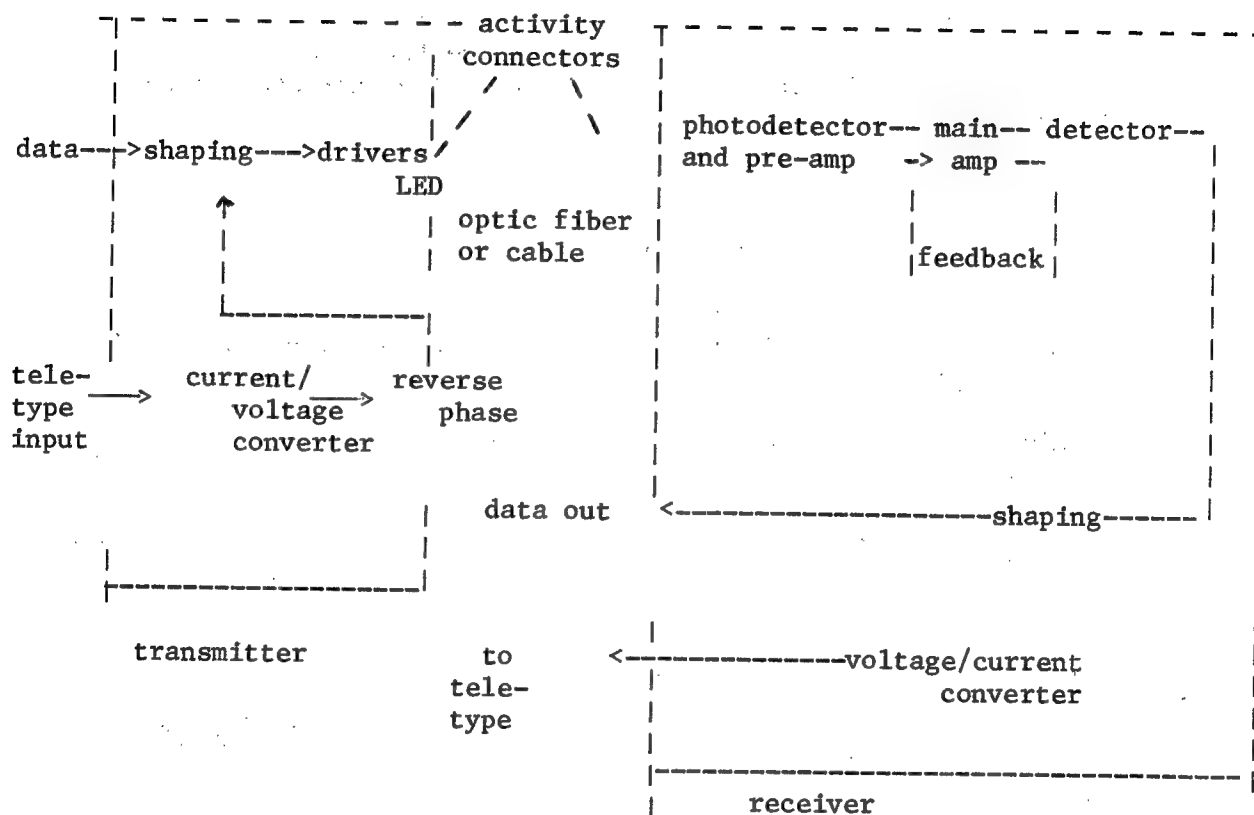 activity
connectors
data--->shaping--->drivers
LED
optic fiber
or cable
photodetector-- main-- detector--
and pre-amp -> amp --
feedback
tele-
type
input
current/
voltage
converter
reverse
phase
data out
<----------------shaping------
transmitter
to
tele-
type
<-----------voltage/current
converter
receiver